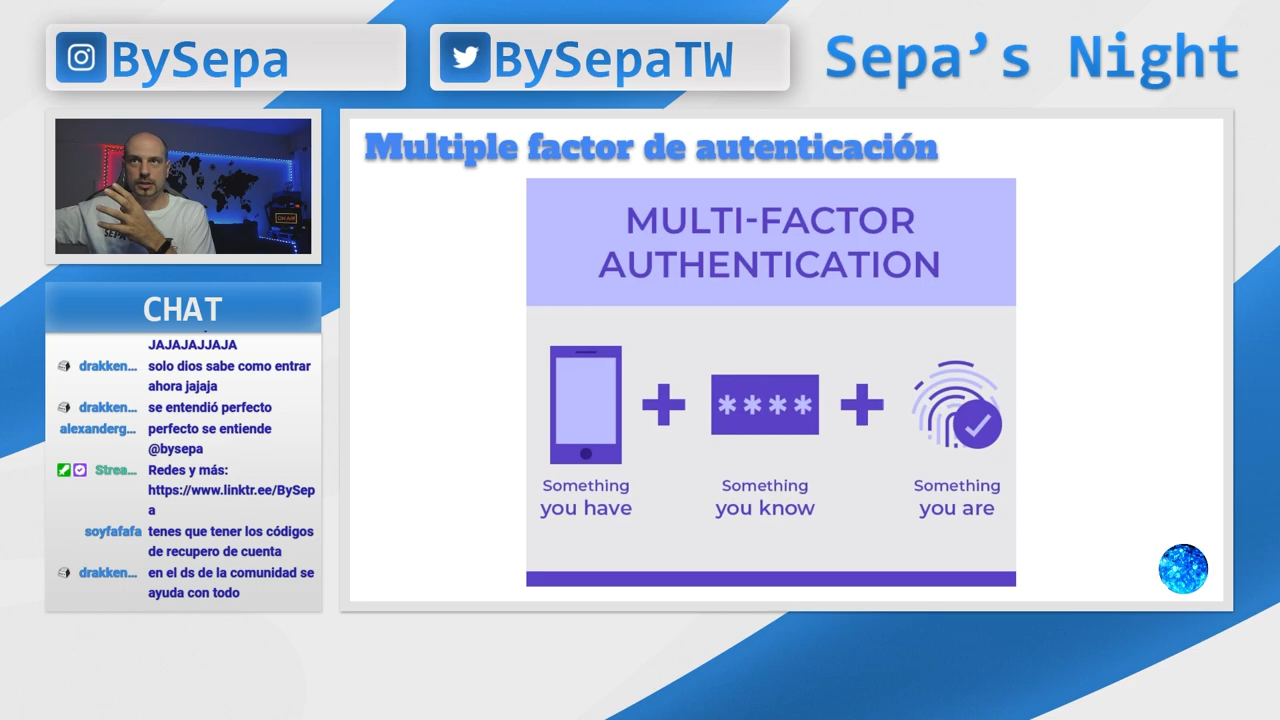 BySepa
BySepaTW
Sepa’s Night
Multiple factor de autenticación
MULTI-FACTOR
AUTHENTICATION
****
Something
you have
Something
you know
Something
you are
ON AIR
CHAT
JAJAJAJJAJA
drakken... solo dios sabe como entrar
ahora jajaja
drakken... se entendió perfecto
alexanderg... perfecto se entiende
@bysepa
Strea... Redes y más:
https://www.linktr.ee/BySep
a
soyfafafa tenes que tener los códigos
de recupero de cuenta
drakken... en el ds de la comunidad se
ayuda con todo